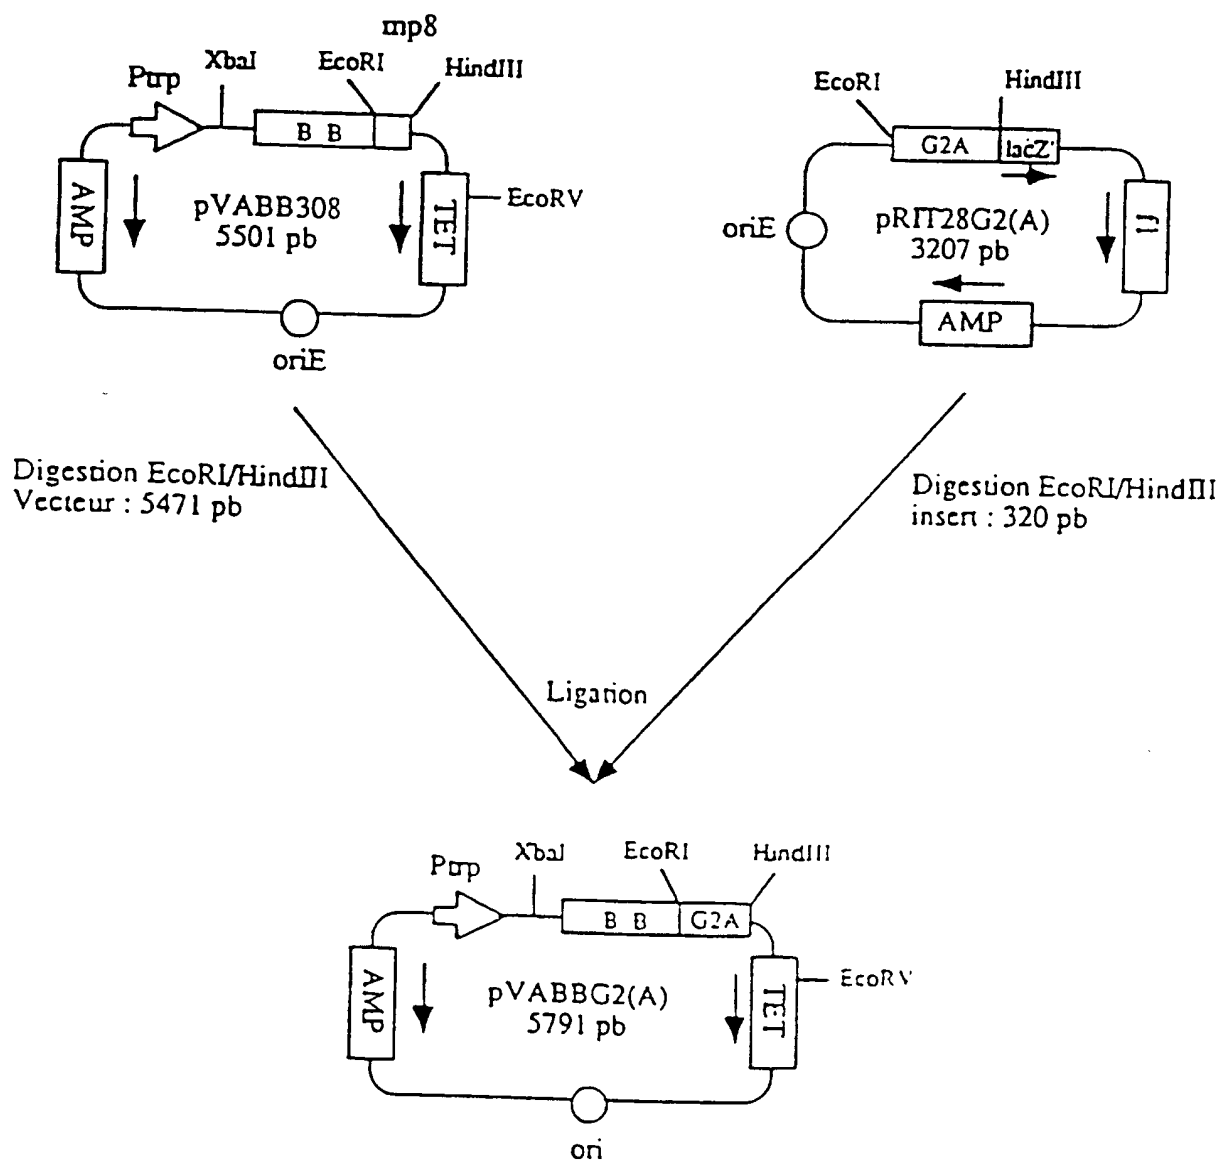 mp8
Ptrp
XbaI
EcoRI
HindIII
B B
AMP
pVABB308
5501 pb
TET
EcoRV
oriE
EcoRI
HindIII
G2A
lacZ'
oriE
pRIT28G2(A)
3207 pb
f1
AMP
Digestion EcoRI/HindIII
Vecteur : 5471 pb
Digestion EcoRI/HindIII
insert : 320 pb
Ligation
Ptrp
XbaI
EcoRI
HindIII
B B
G2A
AMP
pVABBG2(A)
5791 pb
TET
EcoRV
ori